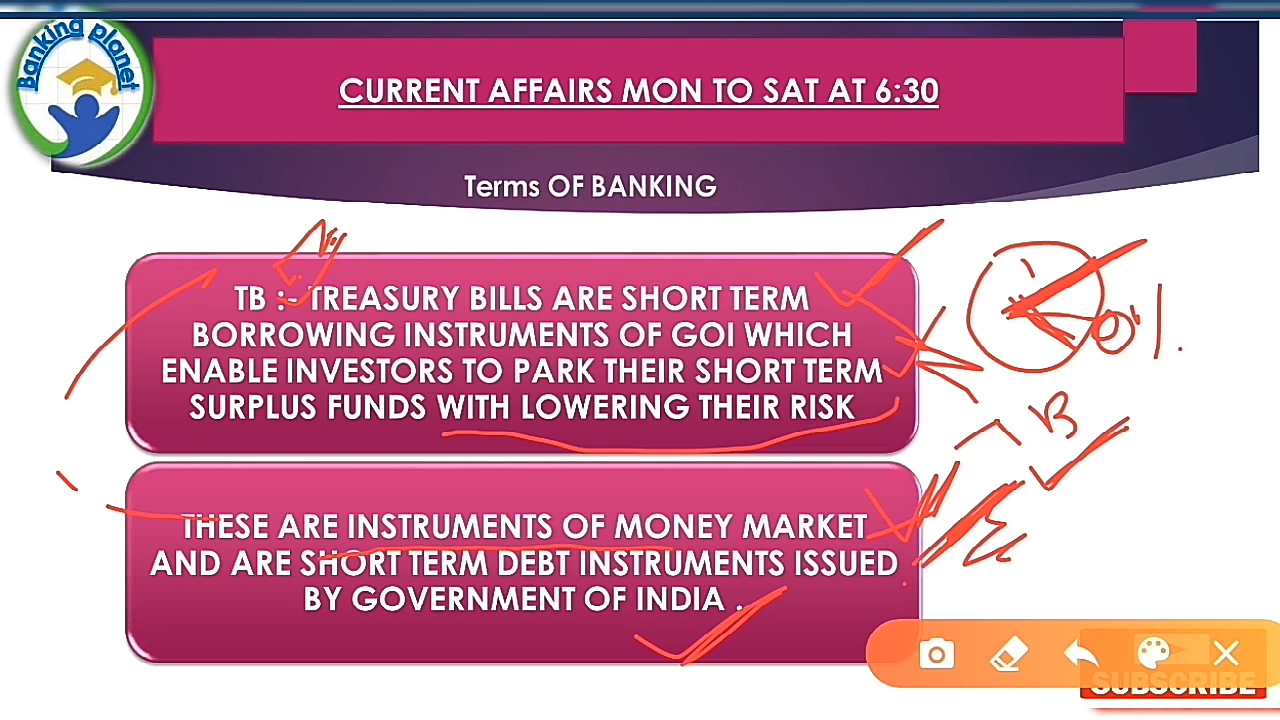 Banking planet
CURRENT AFFAIRS MON TO SAT AT 6:30
Terms OF BANKING
TB :- TREASURY BILLS ARE SHORT TERM
BORROWING INSTRUMENTS OF GOI WHICH
ENABLE INVESTORS TO PARK THEIR SHORT TERM
SURPLUS FUNDS WITH LOWERING THEIR RISK
THESE ARE INSTRUMENTS OF MONEY MARKET
AND ARE SHORT TERM DEBT INSTRUMENTS ISSUED
BY GOVERNMENT OF INDIA .
B
SUBSCRIBE